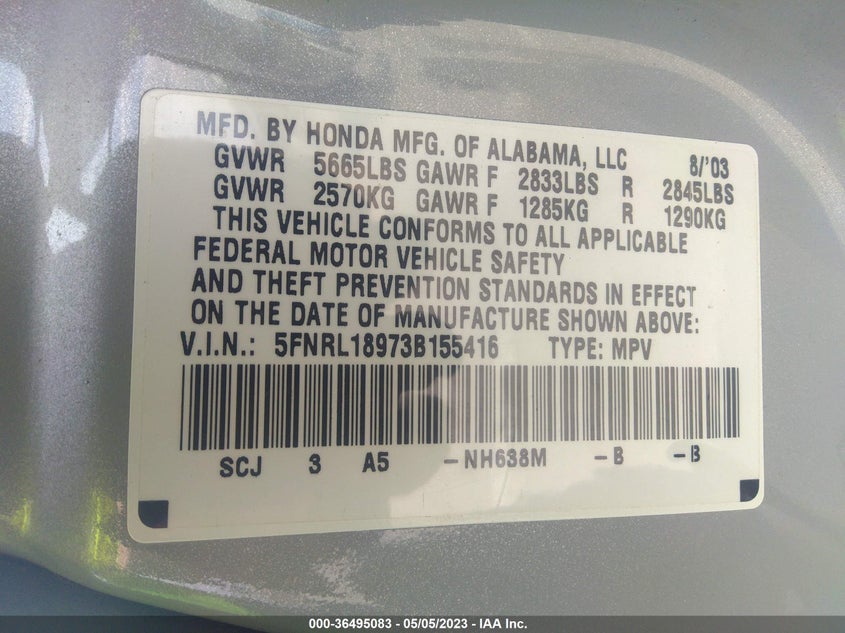 MFD. BY HONDA MFG. OF ALABAMA, LLC 8/'03
GVWR 5665LBS GAWR F 2833LBS R 2845LBS
GVWR 2570KG GAWR F 1285KG R 1290KG
THIS VEHICLE CONFORMS TO ALL APPLICABLE
FEDERAL MOTOR VEHICLE SAFETY
AND THEFT PREVENTION STANDARDS IN EFFECT
ON THE DATE OF MANUFACTURE SHOWN ABOVE:
V.I.N.: 5FNRL18973B155416 TYPE: MPV
SCJ 3 A5 -NH638M -B -B
000-36495083 - 05/05/2023 - IAA Inc.